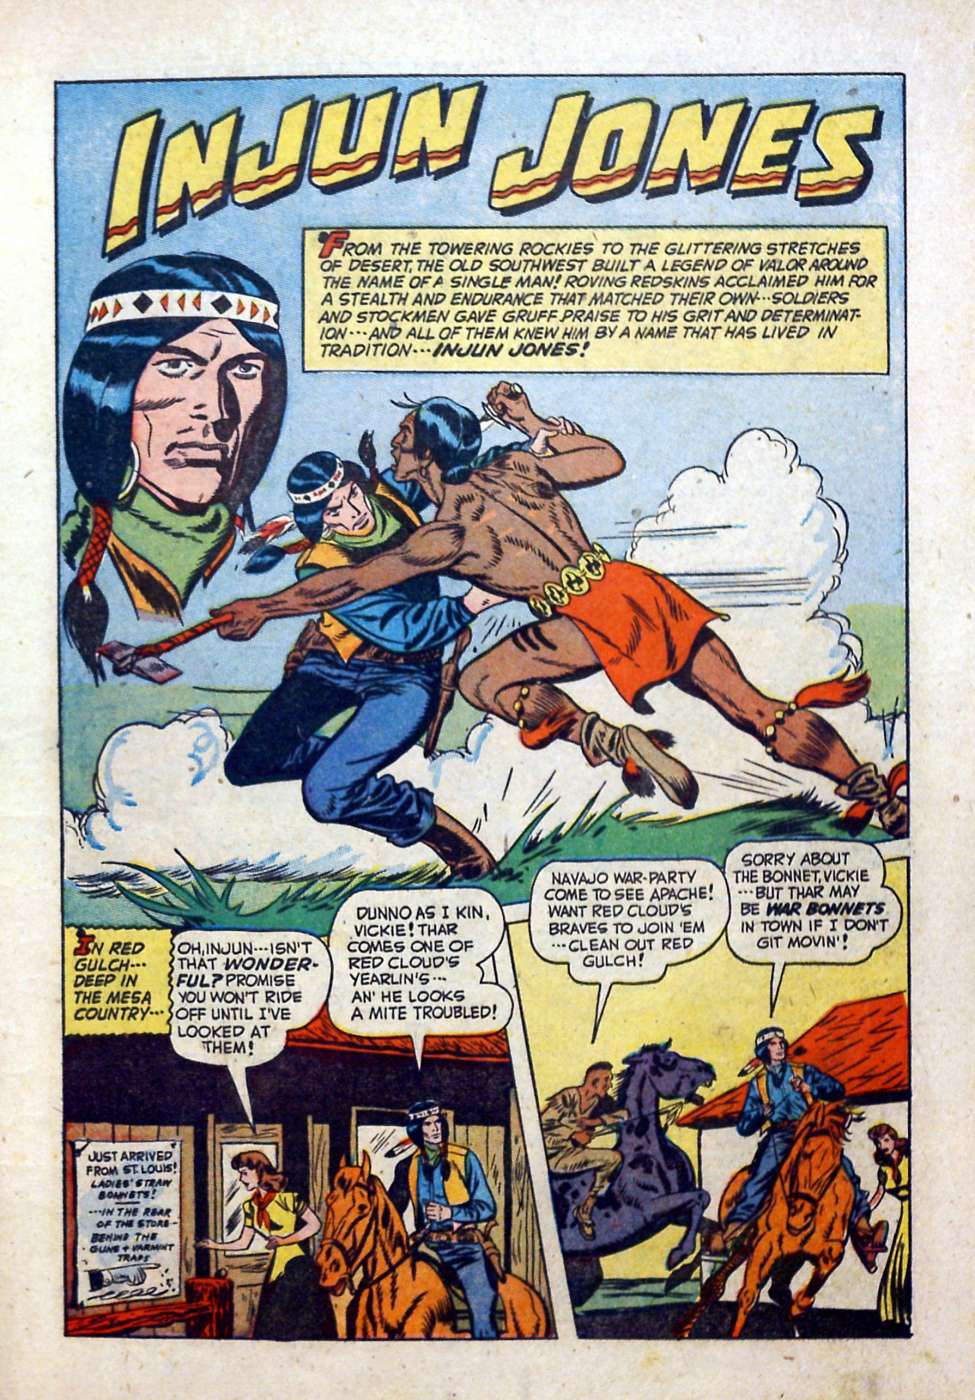 INJUN JONES
FROM THE TOWERING ROCKIES TO THE GLITTERING STRETCHES
OF DESERT, THE OLD SOUTHWEST BUILT A LEGEND OF VALOR AROUND
THE NAME OF A SINGLE MAN! ROVING REDSKINS ACCLAIMED HIM FOR
A STEALTH AND ENDURANCE THAT MATCHED THEIR OWN---SOLDIERS
AND STOCKMEN GAVE GRUFF PRAISE TO HIS GRIT AND DETERMINAT-
ION----AND ALL OF THEM KNEW HIM BY A NAME THAT HAS LIVED IN
TRADITION---INJUN JONES!
IN RED
GULCH---
DEEP IN
THE MESA
COUNTRY---
OH, INJUN---ISN'T
THAT WONDER-
FUL? PROMISE
YOU WON'T RIDE
OFF UNTIL I'VE
LOOKED AT
THEM!
DUNNO AS I KIN,
VICKIE! THAR
COMES ONE OF
RED CLOUD'S
YEARLIN'S---
AN' HE LOOKS
A MITE TROUBLED!
JUST ARRIVED
FROM ST. LOUIS!
LADIES' STRAW
BONNETS!
---IN THE REAR
OF THE STORE-
BEHIND THE
GUNS + VARMINT
TRAPS
NAVAJO WAR-PARTY
COME TO SEE APACHE!
WANT RED CLOUD'S
BRAVES TO JOIN 'EM
---CLEAN OUT RED
GULCH!
SORRY ABOUT
THE BONNET, VICKIE
---BUT THAR MAY
BE WAR BONNETS
IN TOWN IF I DON'T
GIT MOVIN'!